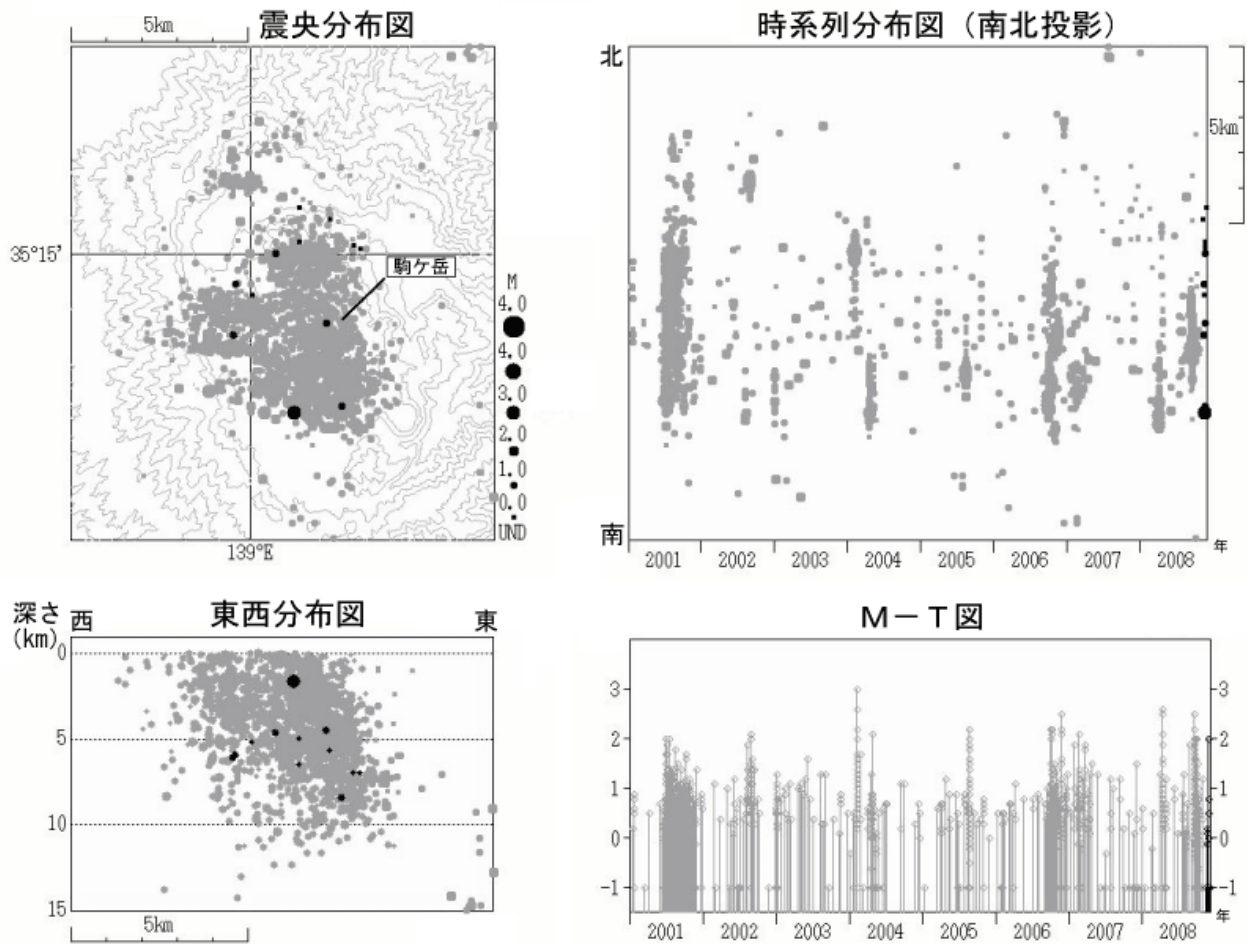 5km
震央分布図
35°15'
駒ケ岳
M
4.0
4.0
3.0
2.0
1.0
0.0
UND
139°E
時系列分布図（南北投影）
北
5km
南
2001 2002 2003 2004 2005 2006 2007 2008 年
東西分布図
深さ
(km)
西 東
0
5
10
15
5km
M－T図
3 3
2 2
1 1
0 0
-1 -1
2001 2002 2003 2004 2005 2006 2007 2008 年